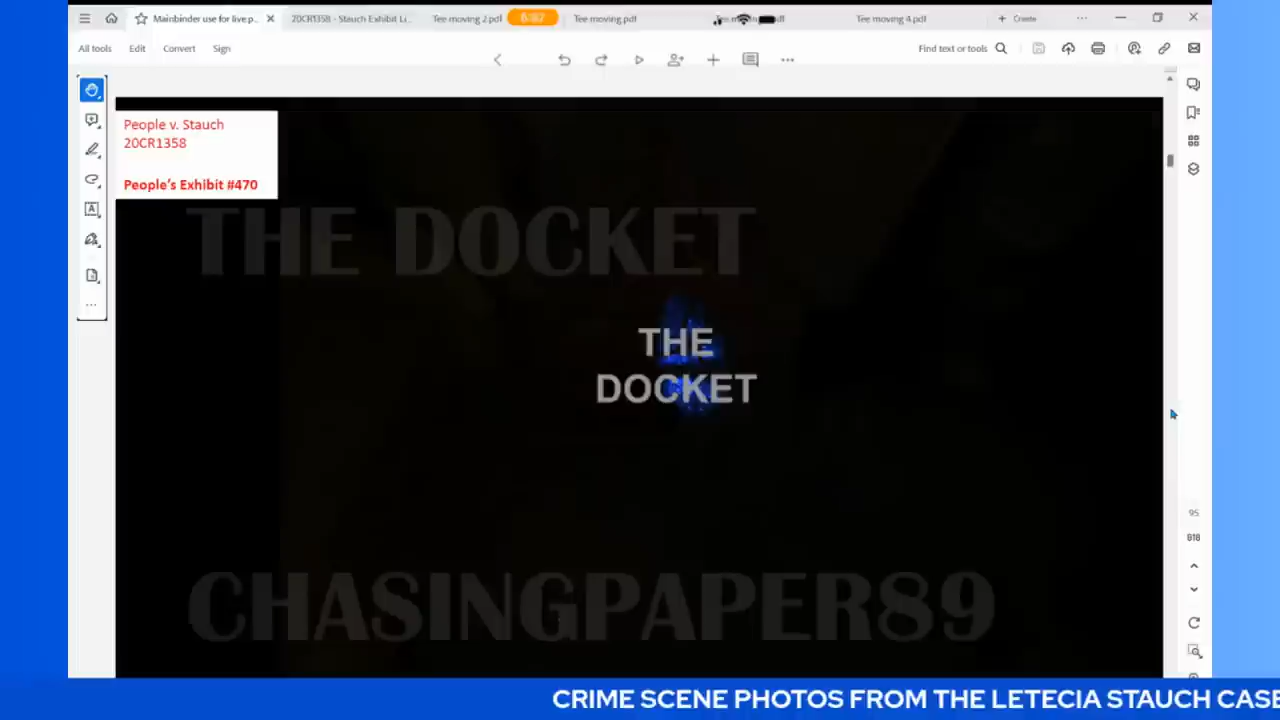 Mainbinder use for live p...
20CR1358 - Stauch Exhibit Li...
Tee moving 2.pdf
Tee moving.pdf
Tee moving 4.pdf
Create
All tools
Edit
Convert
Sign
Find text or tools
People v. Stauch
20CR1358
People's Exhibit #470
THE DOCKET
THE
DOCKET
CHASINGPAPER89
95
818
CRIME SCENE PHOTOS FROM THE LETECIA STAUCH CASE